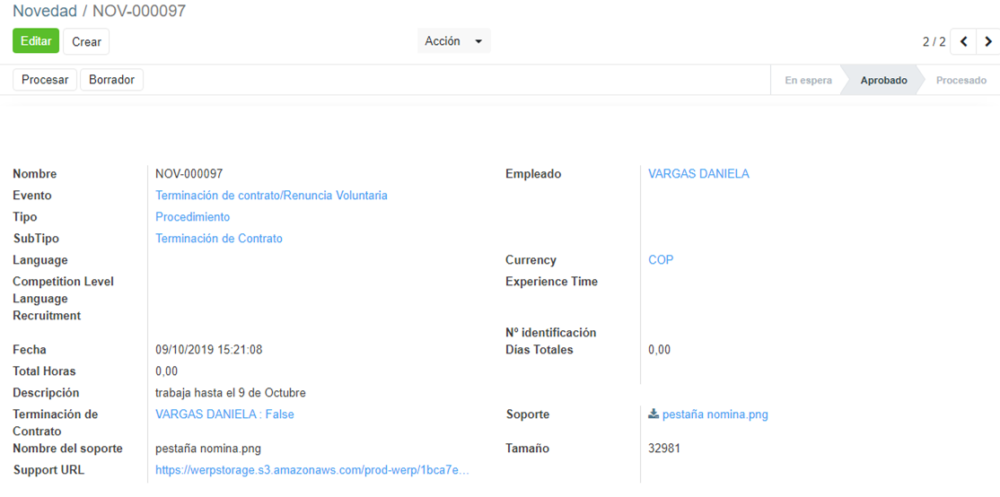 Novedad / NOV-000097
Editar Crear Acción 2 / 2
Procesar Borrador En espera Aprobado Procesado
Nombre NOV-000097 Empleado VARGAS DANIELA
Evento Terminación de contrato/Renuncia Voluntaria
Tipo Procedimiento
SubTipo Terminación de Contrato
Language Currency COP
Competition Level Experience Time
Language
Recruitment
Nº identificación
Fecha 09/10/2019 15:21:08 Días Totales 0,00
Total Horas 0,00
Descripción trabaja hasta el 9 de Octubre
Terminación de VARGAS DANIELA : False Soporte pestaña nomina.png
Contrato
Nombre del soporte pestaña nomina.png Tamaño 32981
Support URL https://werpstorage.s3.amazonaws.com/prod-werp/1bca7e...